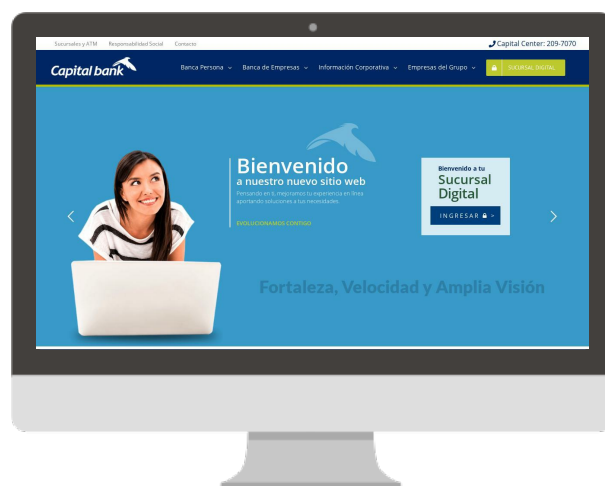 Sucursales y ATM Responsabilidad Social Contacto Capital Center: 209-7070
Capital bank Banca Persona Banca de Empresas Información Corporativa Empresas del Grupo SUCURSAL DIGITAL
Bienvenido
a nuestro nuevo sitio web
Pensando en ti, mejoramos tu experiencia en línea
aportando soluciones a tus necesidades.
EVOLUCIONAMOS CONTIGO
Bienvenido a tu
Sucursal
Digital
INGRESAR >
Fortaleza, Velocidad y Amplia Visión